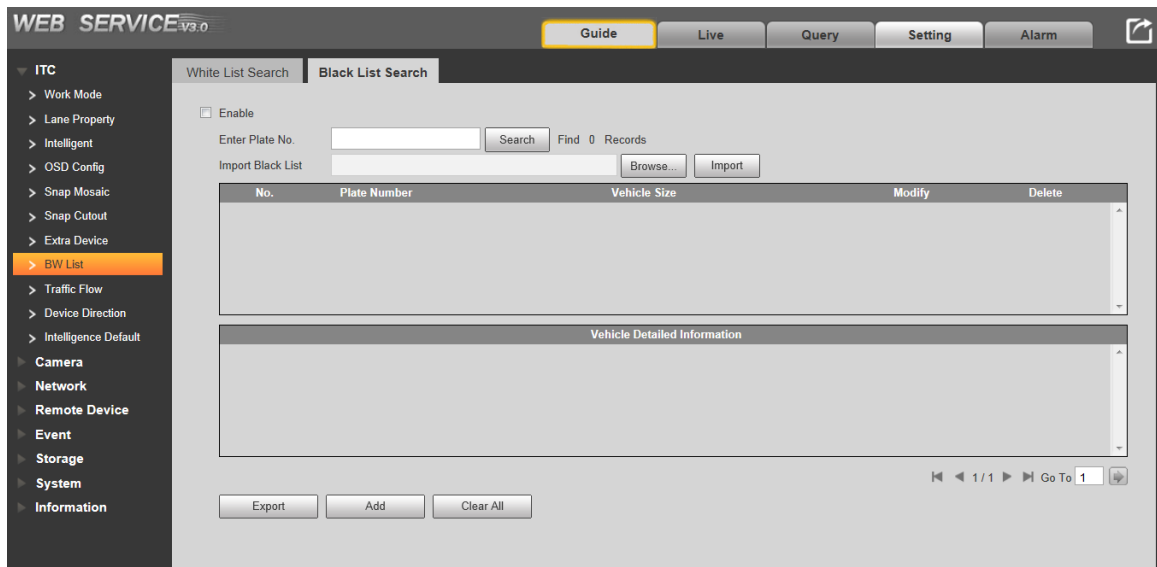 WEB SERVICE V3.0
Guide Live Query Setting Alarm
ITC
Work Mode
Lane Property
Intelligent
OSD Config
Snap Mosaic
Snap Cutout
Extra Device
BW List
Traffic Flow
Device Direction
Intelligence Default
Camera
Network
Remote Device
Event
Storage
System
Information
White List Search Black List Search
Enable
Enter Plate No. Search Find 0 Records
Import Black List Browse... Import
No. Plate Number Vehicle Size Modify Delete
Vehicle Detailed Information
1 / 1 Go To 1
Export Add Clear All